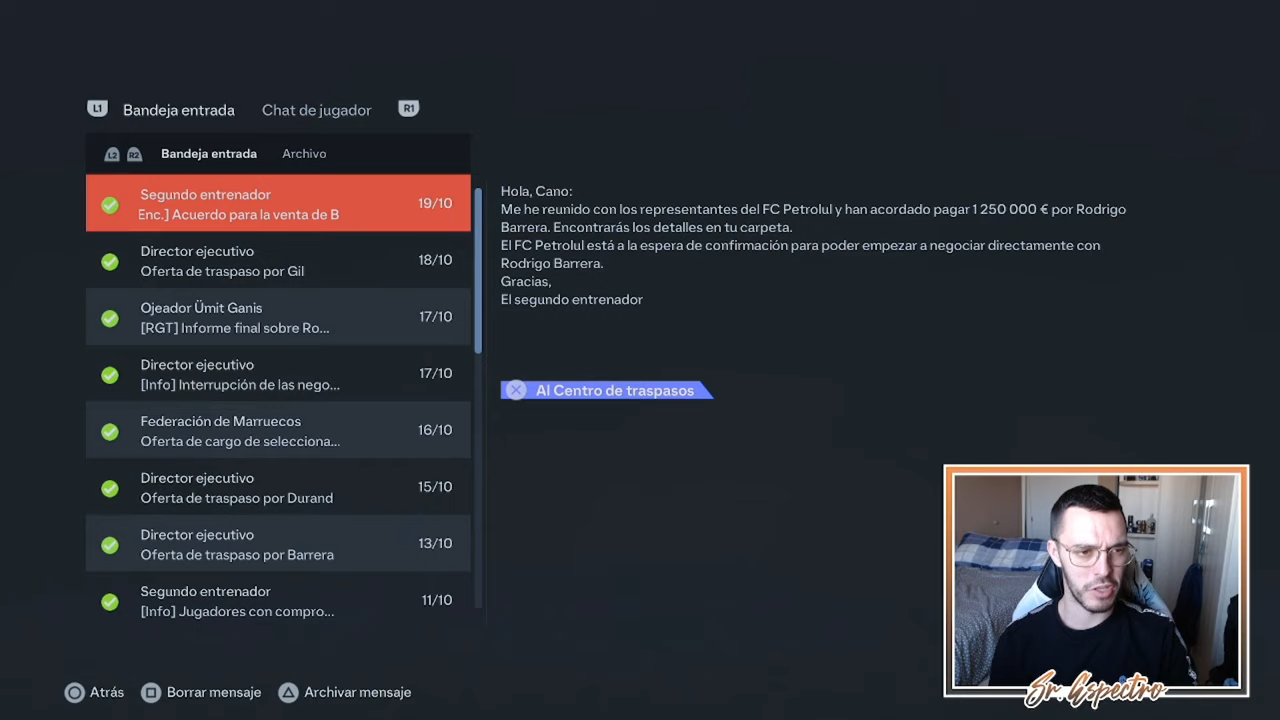 L1 Bandeja entrada Chat de jugador R1
L2 R2 Bandeja entrada Archivo
Segundo entrenador
Enc.] Acuerdo para la venta de B
19/10
Director ejecutivo
Oferta de traspaso por Gil
18/10
Ojeador Ümit Ganis
[RGT] Informe final sobre Ro...
17/10
Director ejecutivo
[Info] Interrupción de las nego...
17/10
Federación de Marruecos
Oferta de cargo de selecciona...
16/10
Director ejecutivo
Oferta de traspaso por Durand
15/10
Director ejecutivo
Oferta de traspaso por Barrera
13/10
Segundo entrenador
[Info] Jugadores con compro...
11/10
Hola, Cano:
Me he reunido con los representantes del FC Petrolul y han acordado pagar 1 250 000 € por Rodrigo
Barrera. Encontrarás los detalles en tu carpeta.
El FC Petrolul está a la espera de confirmación para poder empezar a negociar directamente con
Rodrigo Barrera.
Gracias,
El segundo entrenador
Al Centro de traspasos
Atrás Borrar mensaje Archivar mensaje
Sr. Espectro